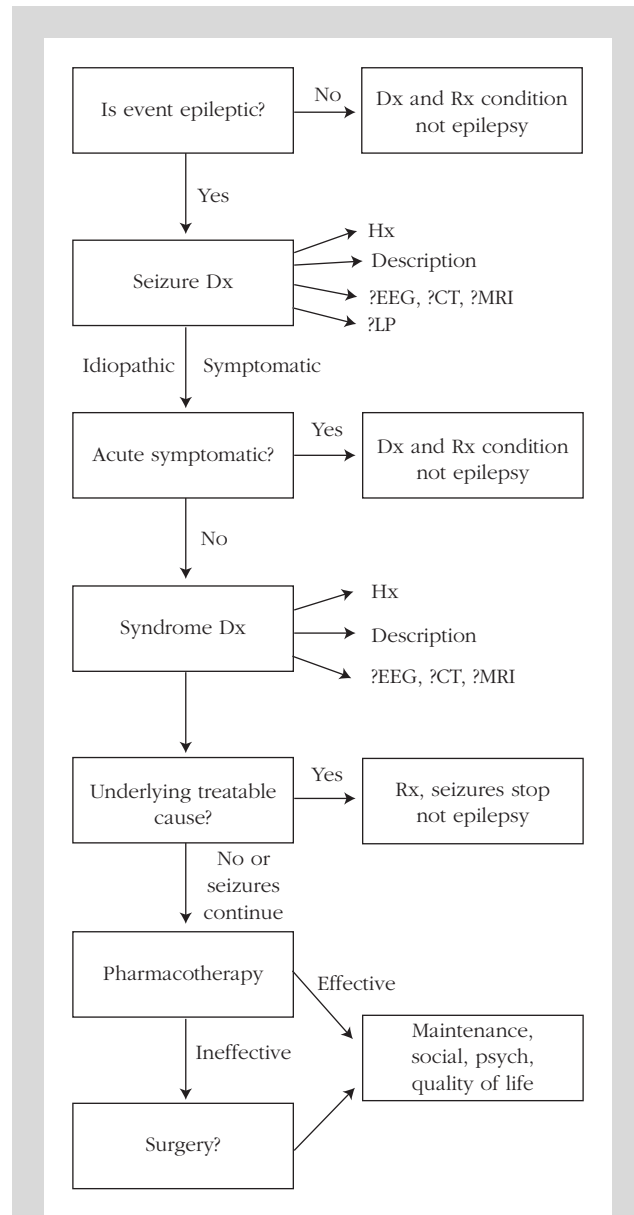 Is event epileptic?
No
Dx and Rx condition
not epilepsy
Yes
Seizure Dx
Hx
Description
?EEG, ?CT, ?MRI
?LP
Idiopathic
Symptomatic
Acute symptomatic?
Yes
Dx and Rx condition
not epilepsy
No
Syndrome Dx
Hx
Description
?EEG, ?CT, ?MRI
Underlying treatable
cause?
Yes
Rx, seizures stop
not epilepsy
No or
seizures
continue
Pharmacotherapy
Effective
Maintenance,
social, psych,
quality of life
Ineffective
Surgery?